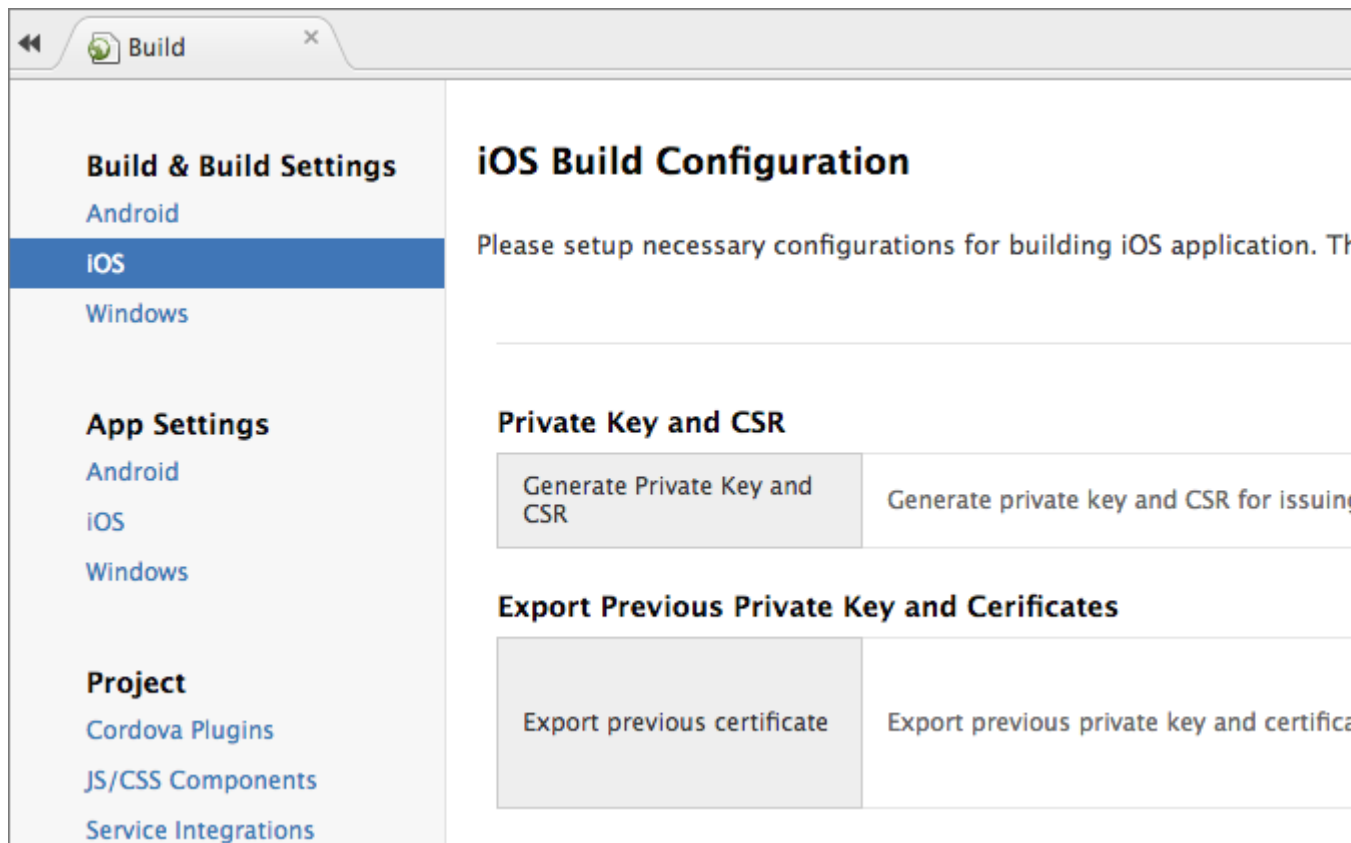 Build
Build & Build Settings
Android
iOS
Windows
App Settings
Android
iOS
Windows
Project
Cordova Plugins
JS/CSS Components
Service Integrations
iOS Build Configuration
Please setup necessary configurations for building iOS application.
Private Key and CSR
Generate Private Key and
CSR
Generate private key and CSR for issuing
Export Previous Private Key and Cerificates
Export previous certificate
Export previous private key and